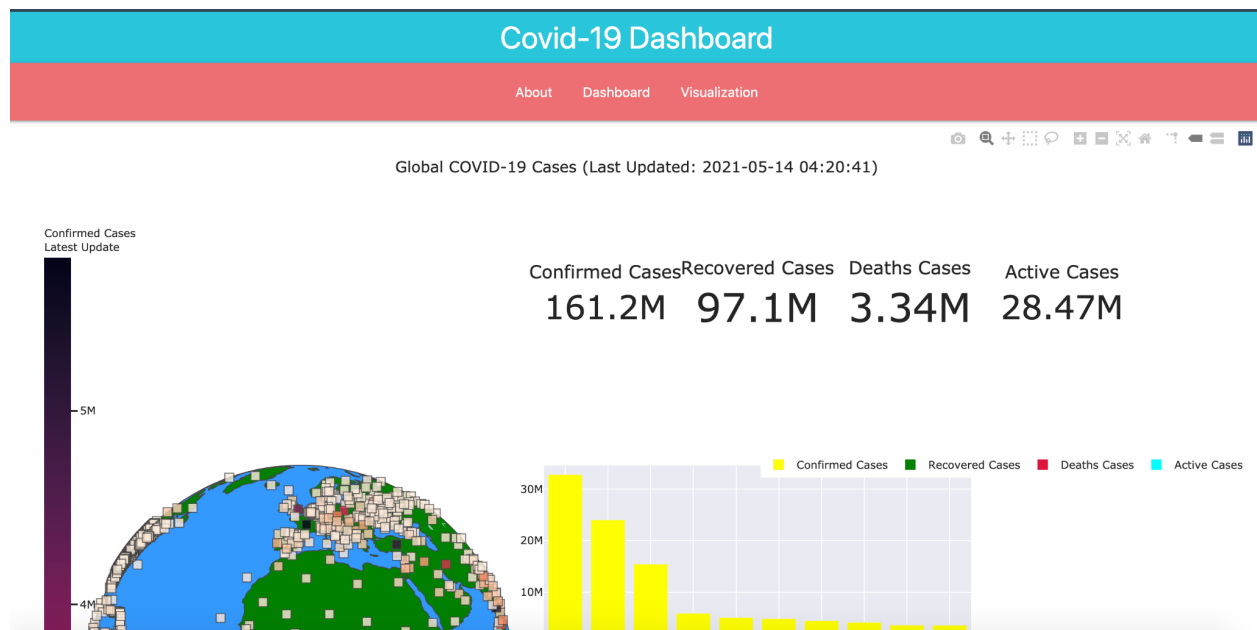 Covid-19 Dashboard
About Dashboard Visualization
Global COVID-19 Cases (Last Updated: 2021-05-14 04:20:41)
Confirmed Cases
Latest Update
5M
4M
Confirmed Cases Recovered Cases Deaths Cases Active Cases
161.2M 97.1M 3.34M 28.47M
Confirmed Cases Recovered Cases Deaths Cases Active Cases
30M
20M
10M